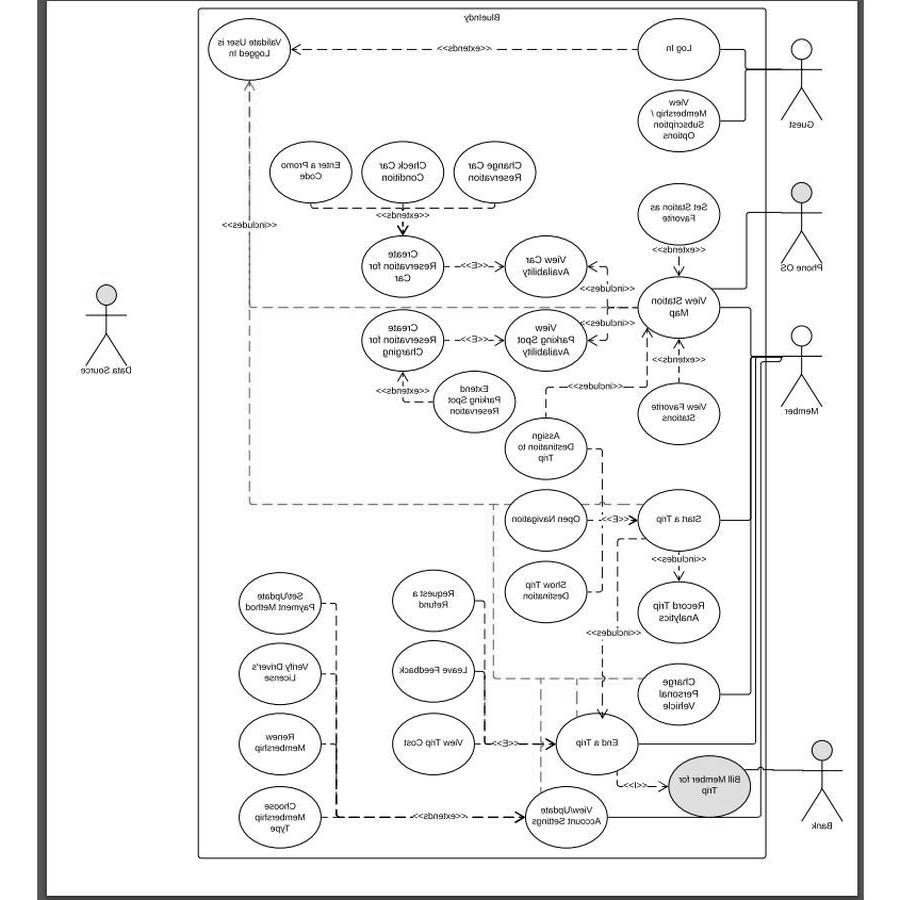 BlueIndy
Log In
<<extends>>
Validate User is
Logged In
Guest
View
Membership /
Subscription
Options
Change Car
Reservation
Check Car
Condition
Enter a Promo
Code
<<extends>>
<<includes>>
Phone OS
Set Station as
Favorite
<<extends>>
View Station
Map
<<includes>>
<<includes>>
View Car
Availability
<<E>>
Create
Reservation for
Car
View
Parking Spot
Availability
<<E>>
Create
Reservation for
Charging
<<extends>>
Extend
Parking Spot
Reservation
Data Source
Member
<<extends>>
View Favorite
Stations
<<includes>>
Assign
Destination to
Trip
Start a Trip
<<E>>
Open Navigation
<<includes>>
Show Trip
Destination
Record Trip
Analytics
<<includes>>
Request a
Refund
Set/Update
Payment Method
Charge
Personal
Vehicle
Leave Feedback
Verify Driver's
License
End a Trip
<<E>>
View Trip Cost
Renew
Membership
Bill Member for
Trip
<<I>>
Bank
View/Update
Account Settings
<<extends>>
Choose
Membership
Type